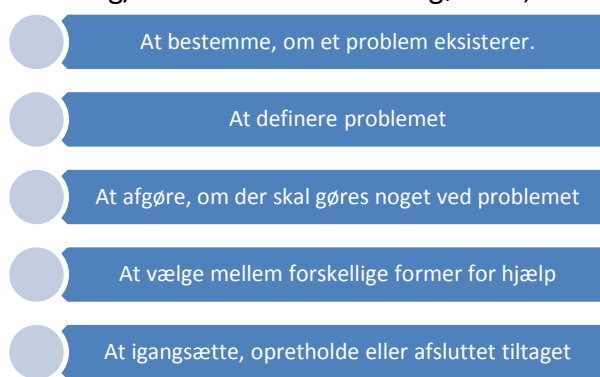 At bestemme, om et problem eksisterer.
At definere problemet
At afgøre, om der skal gøres noget ved problemet
At vælge mellem forskellige former for hjælp
At igangsætte, opretholde eller afsluttet tiltaget